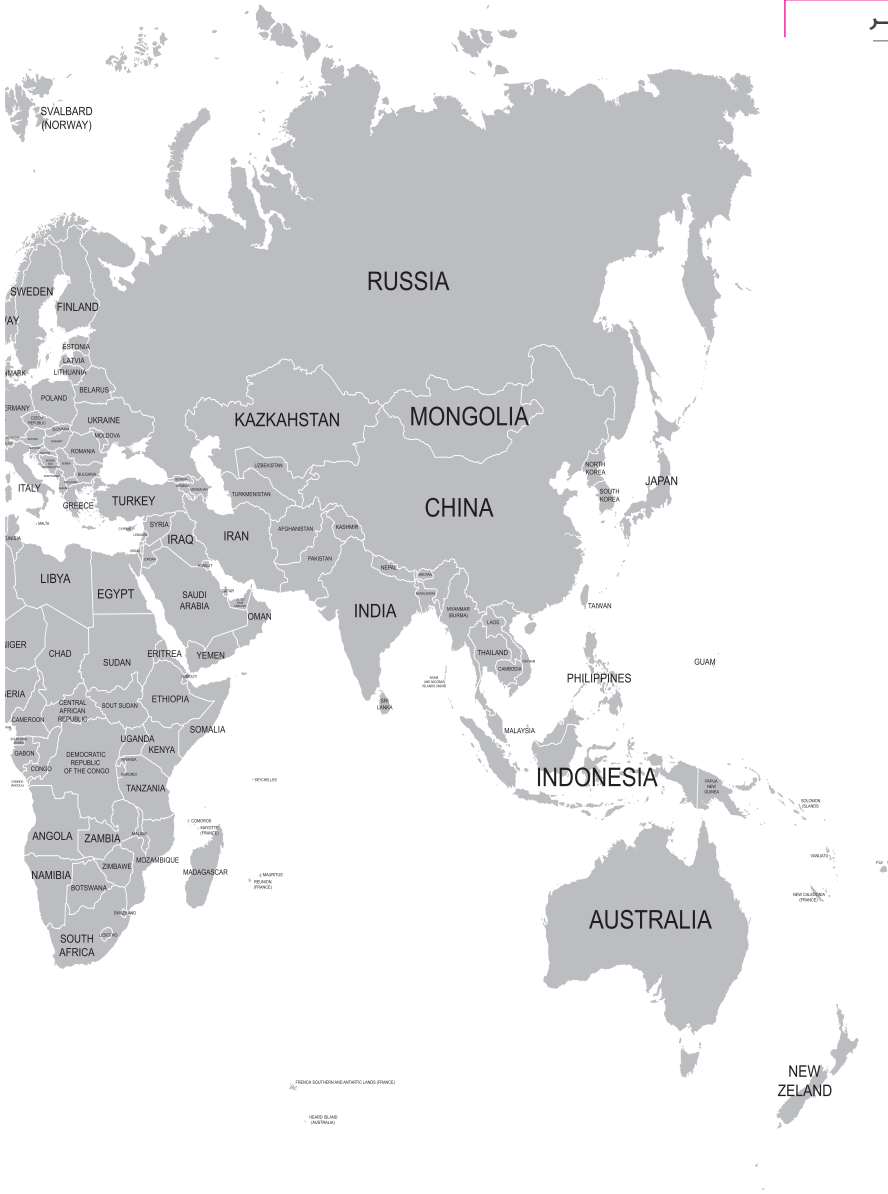 SVALBARD
(NORWAY)
RUSSIA
SWEDEN
FINLAND
ESTONIA
LATVIA
LITHUANIA
BELARUS
POLAND
UKRAINE
MOLDOVA
ROMANIA
BULGARIA
ITALY
GREECE
TURKEY
KAZKAHSTAN
MONGOLIA
UZBEKISTAN
TURKMENISTAN
CHINA
NORTH
KOREA
SOUTH
KOREA
JAPAN
MALTA
SYRIA
IRAQ
IRAN
AFGHANISTAN
KASHMIR
PAKISTAN
NEPAL
LIBYA
EGYPT
SAUDI
ARABIA
OMAN
YEMEN
INDIA
MYANMAR
(BURMA)
LAOS
THAILAND
CAMBODIA
TAIWAN
GUAM
PHILIPPINES
SRI
LANKA
MALAYSIA
CHAD
SUDAN
ERITREA
ETHIOPIA
SOUT SUDAN
CENTRAL
AFRICAN
REPUBLIC
CAMEROON
SOMALIA
UGANDA
KENYA
GABON
CONGO
DEMOCRATIC
REPUBLIC
OF THE CONGO
TANZANIA
SEYCHELLES
INDONESIA
PAPUA
NEW
GUINEA
SOLOMON
ISLANDS
COMOROS
MAYOTTE
(FRANCE)
ANGOLA
ZAMBIA
MALAWI
ZIMBAWE
MOZAMBIQUE
MADAGASCAR
MAURITUS
REUNION
(FRANCE)
NAMIBIA
BOTSWANA
SWAZILAND
LESOTHO
SOUTH
AFRICA
VANUATU
NEW CALEDONIA
(FRANCE)
AUSTRALIA
NEW
ZELAND
FRENCH SOUTHERN AND ANTARTIC LANDS (FRANCE)
HEARD ISLAND
(AUSTRALIA)